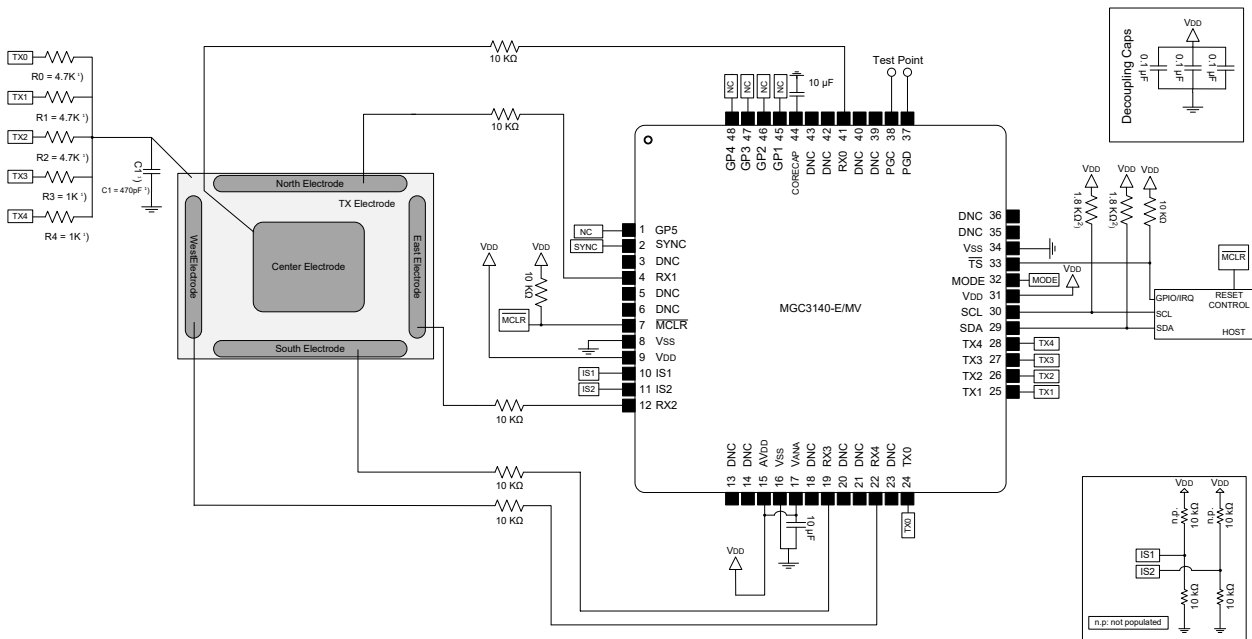 TX0
R0 = 4.7K ¹)
TX1
R1 = 4.7K ¹)
TX2
R2 = 4.7K ¹)
TX3
R3 = 1K ¹)
TX4
R4 = 1K ¹)
C1 ¹)
C1 = 470pF ¹)
North Electrode
TX Electrode
WestElectrode
Center Electrode
East Electrode
South Electrode
10 KΩ
10 KΩ
10 KΩ
10 KΩ
10 KΩ
NC
NC
NC
NC
10 µF
Test Point
48 47 46 45 44 43 42 41 40 39 38 37
GP4 GP3 GP2 GP1 CORECAP DNC DNC RX0 DNC DNC PGC PGD
NC
SYNC
VDD
VDD
10 KΩ
MCLR
IS1
IS2
1 GP5
2 SYNC
3 DNC
4 RX1
5 DNC
6 DNC
7 MCLR
8 VSS
9 VDD
10 IS1
11 IS2
12 RX2
MGC3140-E/MV
DNC 36
DNC 35
VSS 34
TS 33
MODE 32
VDD 31
SCL 30
SDA 29
TX4 28
TX3 27
TX2 26
TX1 25
MODE
VDD
TX4
TX3
TX2
TX1
DNC DNC AVDD VSS VANA DNC RX3 DNC DNC RX4 DNC TX0
13 14 15 16 17 18 19 20 21 22 23 24
VDD
10 µF
TX0
VDD
0.1 µF
0.1 µF
0.1 µF
Decoupling Caps
VDD
VDD
VDD
1.8 KΩ²)
1.8 KΩ²)
10 KΩ
MCLR
GPIO/IRQ
RESET
CONTROL
SCL
SDA
HOST
VDD
VDD
n.p.
10 kΩ
n.p.
10 kΩ
IS1
IS2
10 kΩ
10 kΩ
n.p: not populated